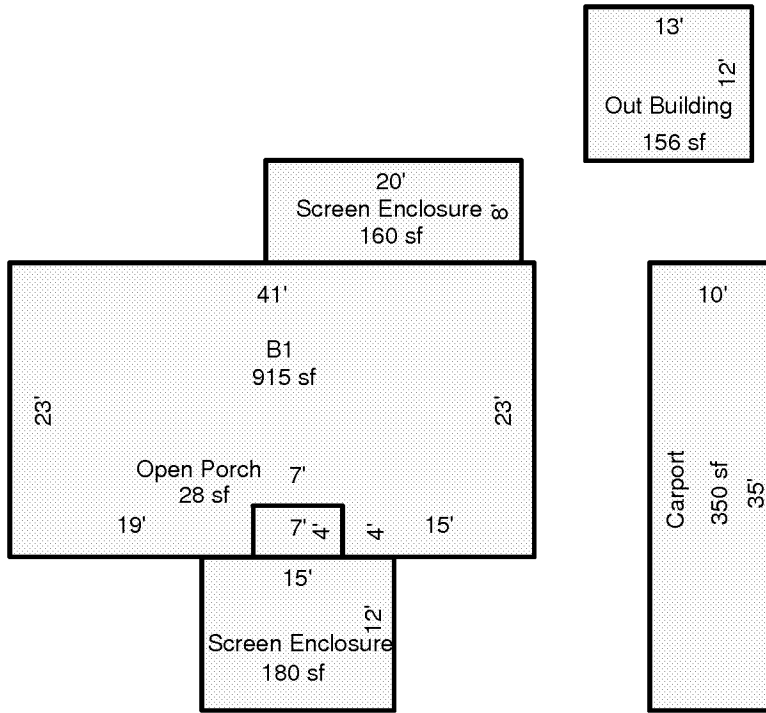 13'
12'
Out Building
156 sf
20'
Screen Enclosure
8'
160 sf
41'
B1
915 sf
23'
23'
Open Porch
28 sf
7'
19'
7'
4'
4'
15'
15'
12'
Screen Enclosure
180 sf
10'
Carport
350 sf
35'